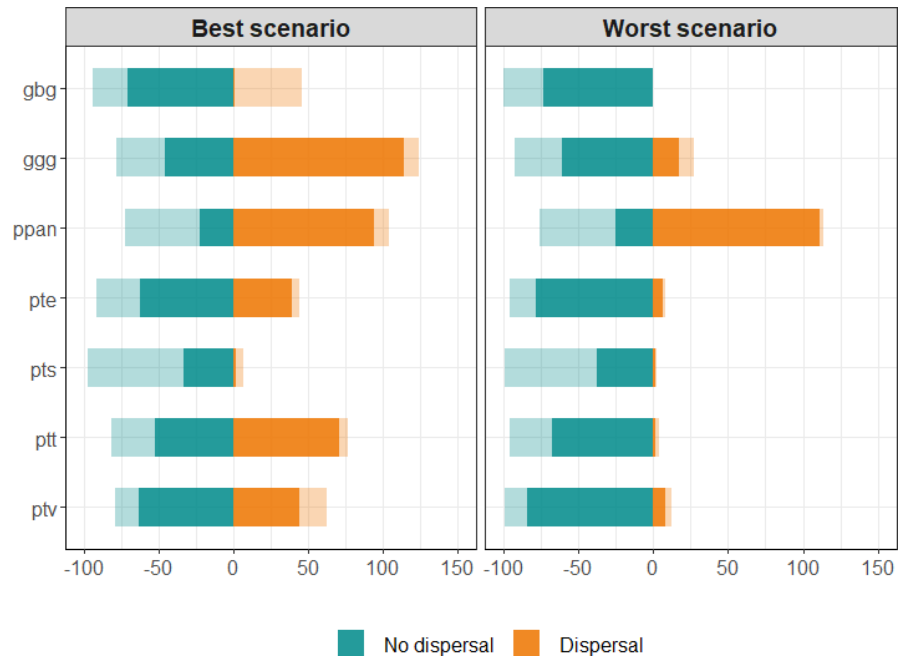 Best scenario
Worst scenario
gbg
ggg
ppan
pte
pts
ptt
ptv
-100 -50 0 50 100 150
-100 -50 0 50 100 150
No dispersal
Dispersal